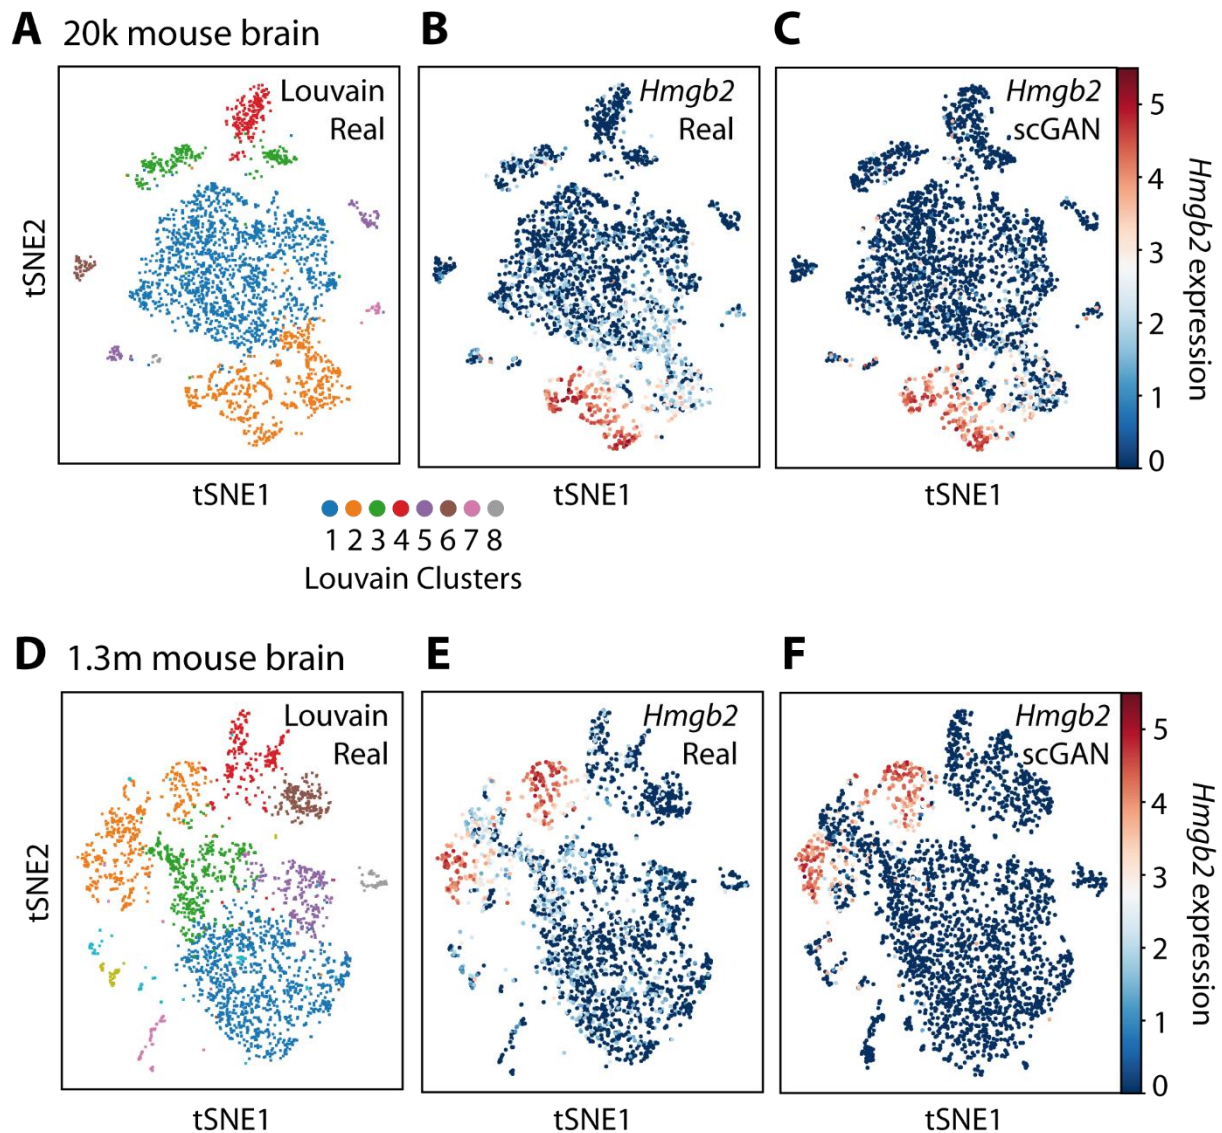 A 20k mouse brain
B
C
Louvain
Real
Hmgb2
Real
Hmgb2
scGAN
tSNE2
5
4
3
2
1
0
Hmgb2 expression
tSNE1
tSNE1
tSNE1
1 2 3 4 5 6 7 8
Louvain Clusters
D 1.3m mouse brain
E
F
Louvain
Real
Hmgb2
Real
Hmgb2
scGAN
tSNE2
5
4
3
2
1
0
Hmgb2 expression
tSNE1
tSNE1
tSNE1